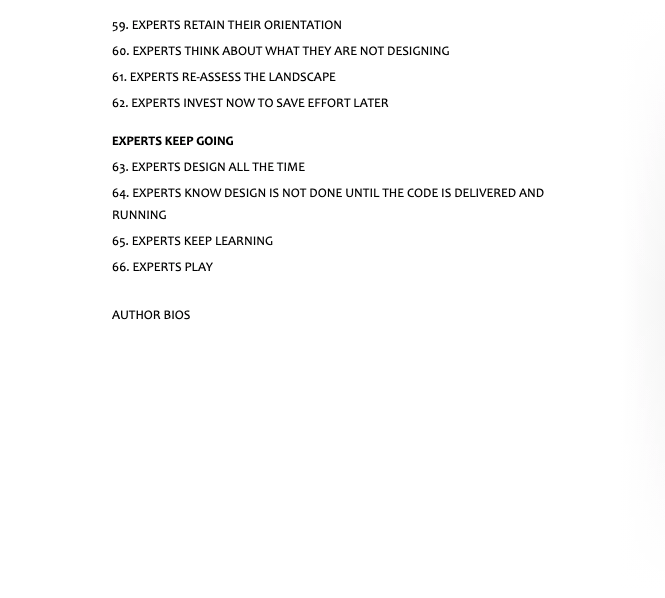 59. EXPERTS RETAIN THEIR ORIENTATION
60. EXPERTS THINK ABOUT WHAT THEY ARE NOT DESIGNING
61. EXPERTS RE-ASSESS THE LANDSCAPE
62. EXPERTS INVEST NOW TO SAVE EFFORT LATER
EXPERTS KEEP GOING
63. EXPERTS DESIGN ALL THE TIME
64. EXPERTS KNOW DESIGN IS NOT DONE UNTIL THE CODE IS DELIVERED AND
RUNNING
65. EXPERTS KEEP LEARNING
66. EXPERTS PLAY
AUTHOR BIOS